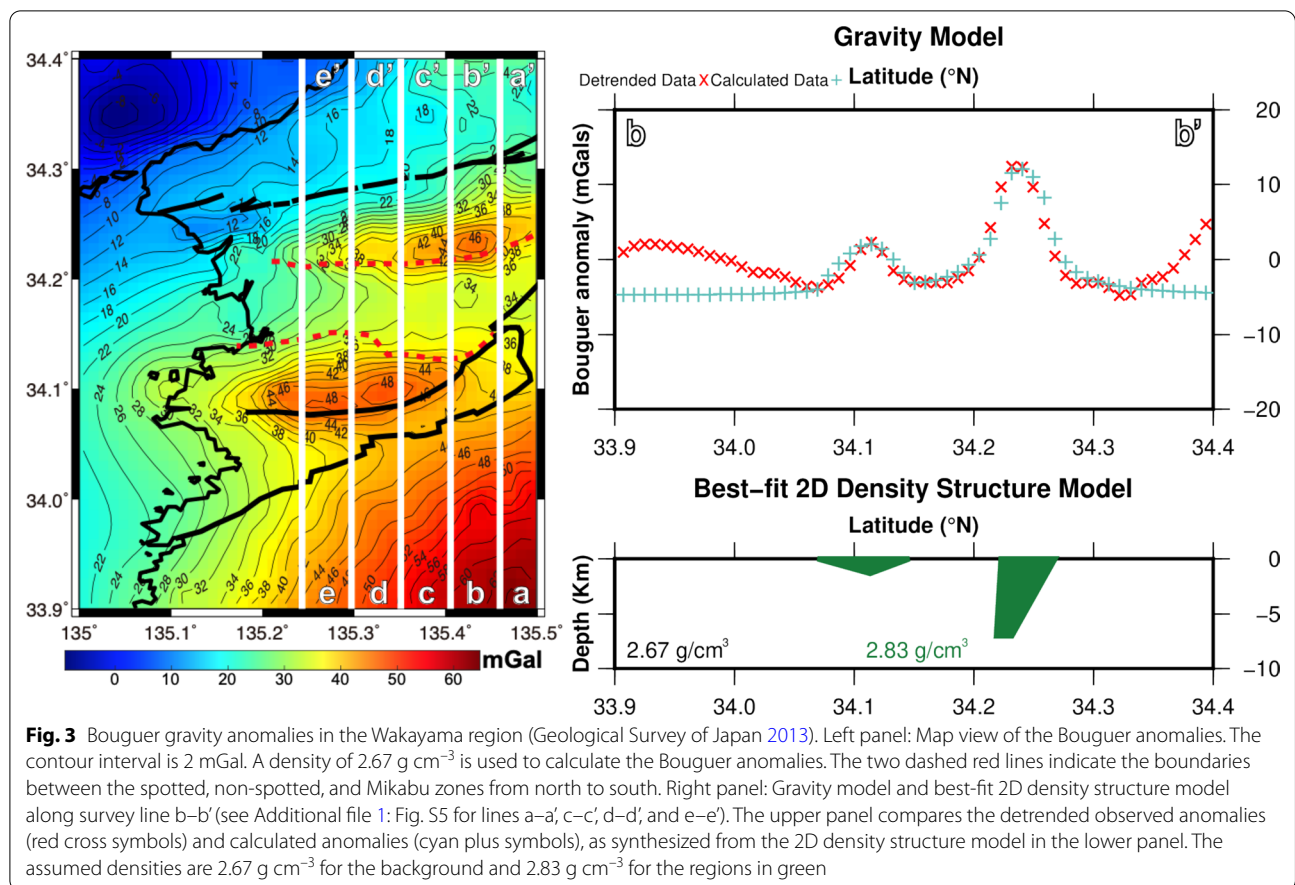 Gravity Model
Detrended Data × Calculated Data + Latitude (°N)
34.4°
34.3°
34.2°
34.1°
34.0°
33.9°
135° 135.1° 135.2° 135.3° 135.4° 135.5°
e' d' c' b' a'
e d c b a
0 10 20 30 40 50 60
mGal
Bouguer anomaly (mGals)
b b'
20
10
0
−10
−20
33.9 34.0 34.1 34.2 34.3 34.4
Best−fit 2D Density Structure Model
Latitude (°N)
Depth (Km)
2.67 g/cm³ 2.83 g/cm³
0
−5
−10
33.9 34.0 34.1 34.2 34.3 34.4
Fig. 3 Bouguer gravity anomalies in the Wakayama region (Geological Survey of Japan 2013). Left panel: Map view of the Bouguer anomalies. The
contour interval is 2 mGal. A density of 2.67 g cm⁻³ is used to calculate the Bouguer anomalies. The two dashed red lines indicate the boundaries
between the spotted, non-spotted, and Mikabu zones from north to south. Right panel: Gravity model and best-fit 2D density structure model
along survey line b–b′ (see Additional file 1: Fig. S5 for lines a–a′, c–c′, d–d′, and e–e′). The upper panel compares the detrended observed anomalies
(red cross symbols) and calculated anomalies (cyan plus symbols), as synthesized from the 2D density structure model in the lower panel. The
assumed densities are 2.67 g cm⁻³ for the background and 2.83 g cm⁻³ for the regions in green